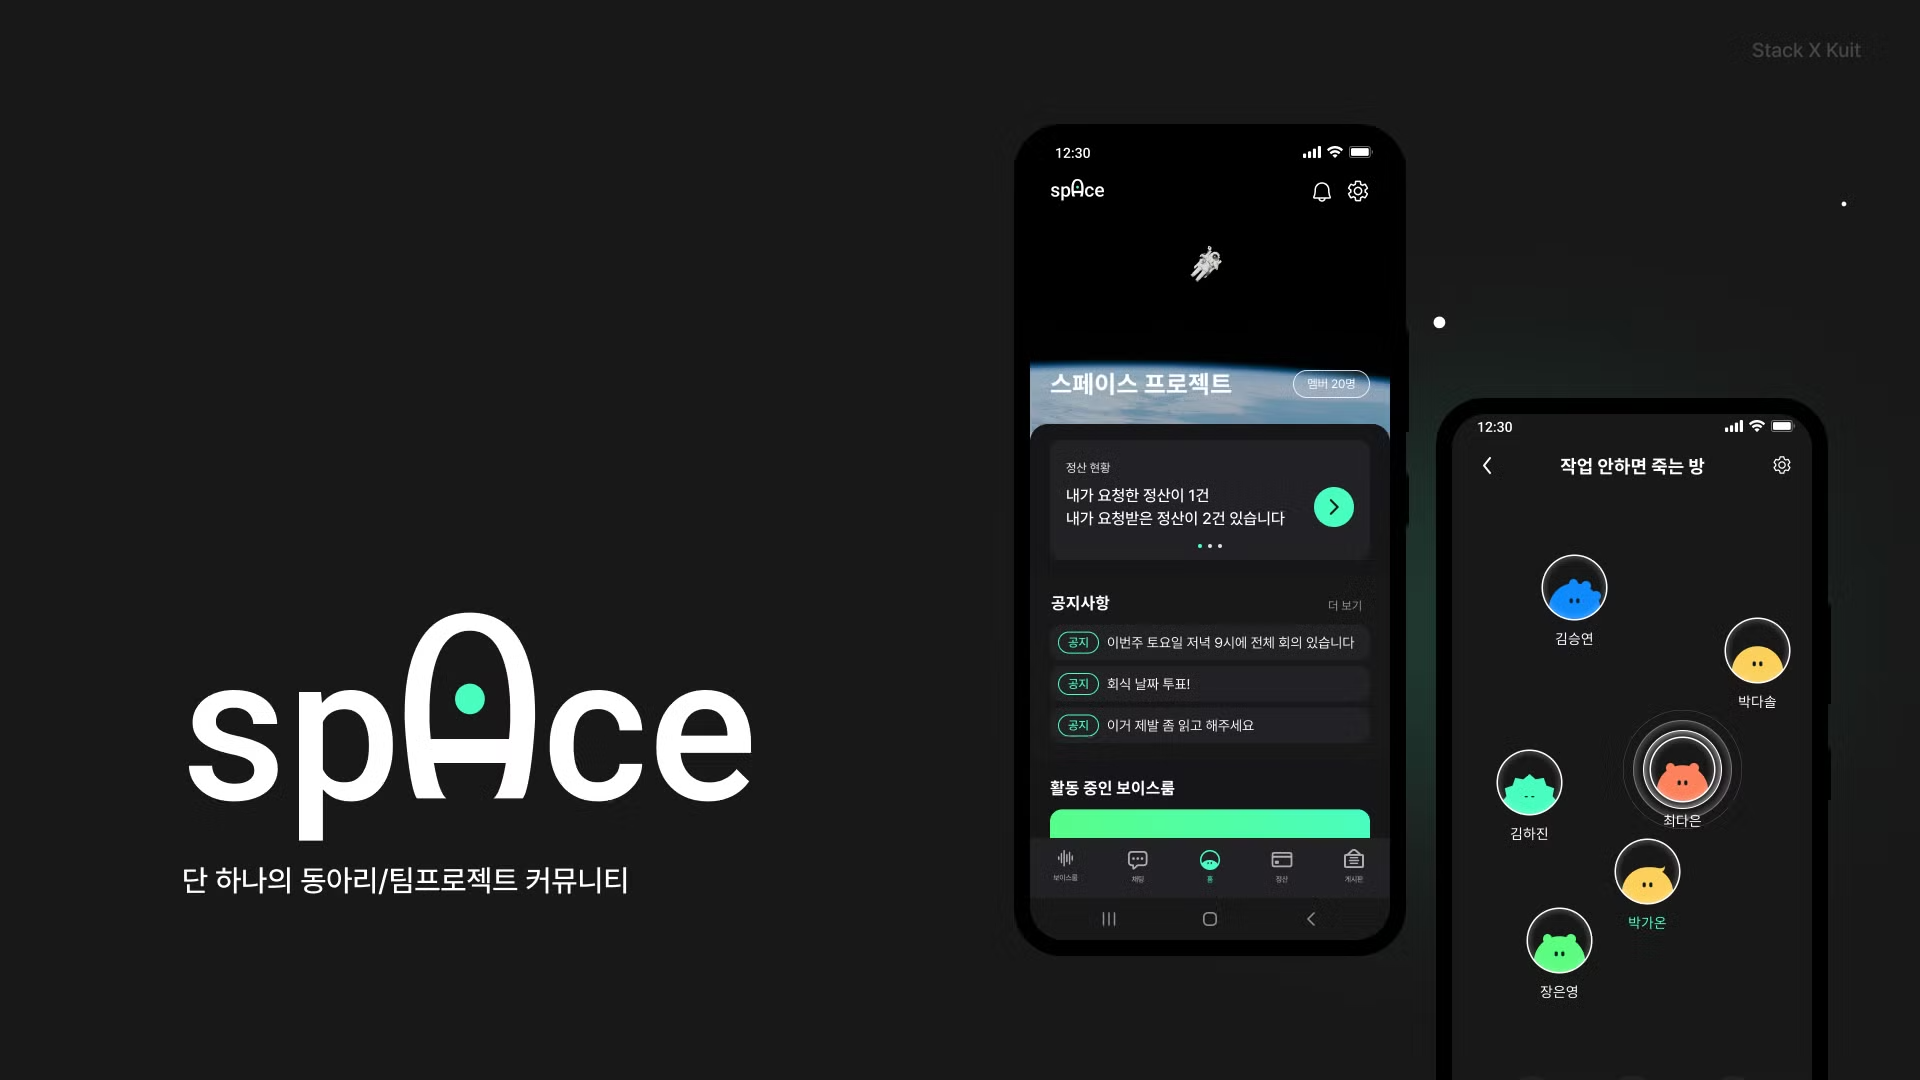 Stack X Kuit
spAce
단 하나의 동아리/팀프로젝트 커뮤니티
12:30
spAce
스페이스 프로젝트
멤버 20명
정산 현황
내가 요청한 정산이 1건
내가 요청받은 정산이 2건 있습니다
공지사항
더 보기
공지 이번주 토요일 저녁 9시에 전체 회의 있습니다
공지 회식 날짜 투표!
공지 이거 제발 좀 읽고 해주세요
활동 중인 보이스룸
보이스룸 채팅 홈 정산 게시판
12:30
작업 안하면 죽는 방
김승연
박다솔
최다은
김하진
박가온
장은영